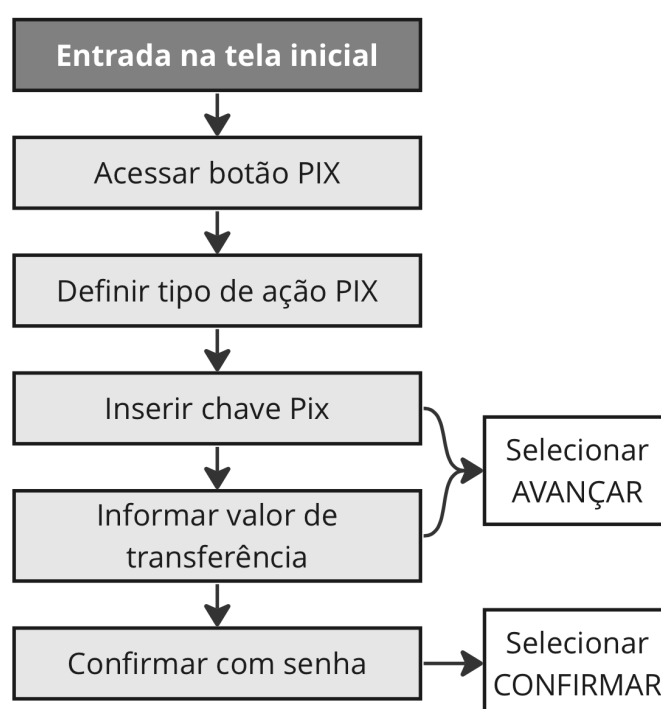 Entrada na tela inicial
Acessar botão PIX
Definir tipo de ação PIX
Inserir chave Pix
Selecionar
AVANÇAR
Informar valor de
transferência
Confirmar com senha
Selecionar
CONFIRMAR